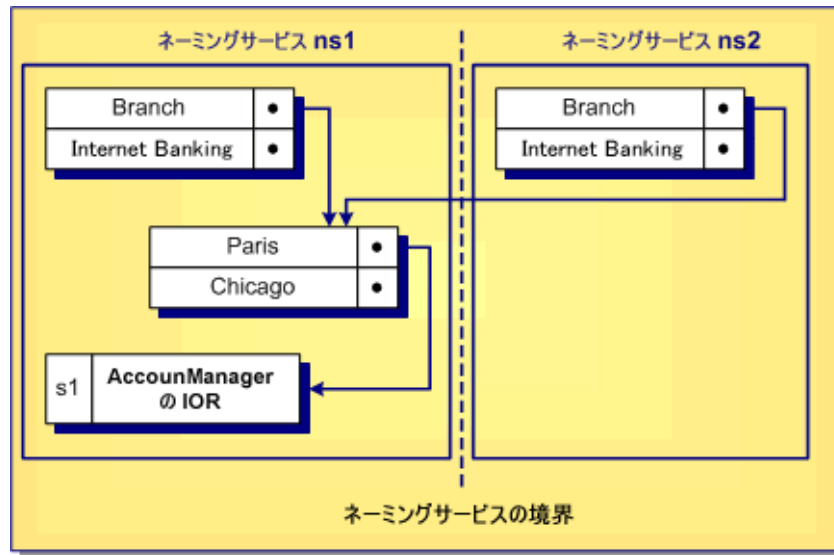 ネーミングサービス ns1
ネーミングサービス ns2
Branch
Internet Banking
Branch
Internet Banking
Paris
Chicago
s1
AccounManager
の IOR
ネーミングサービスの境界